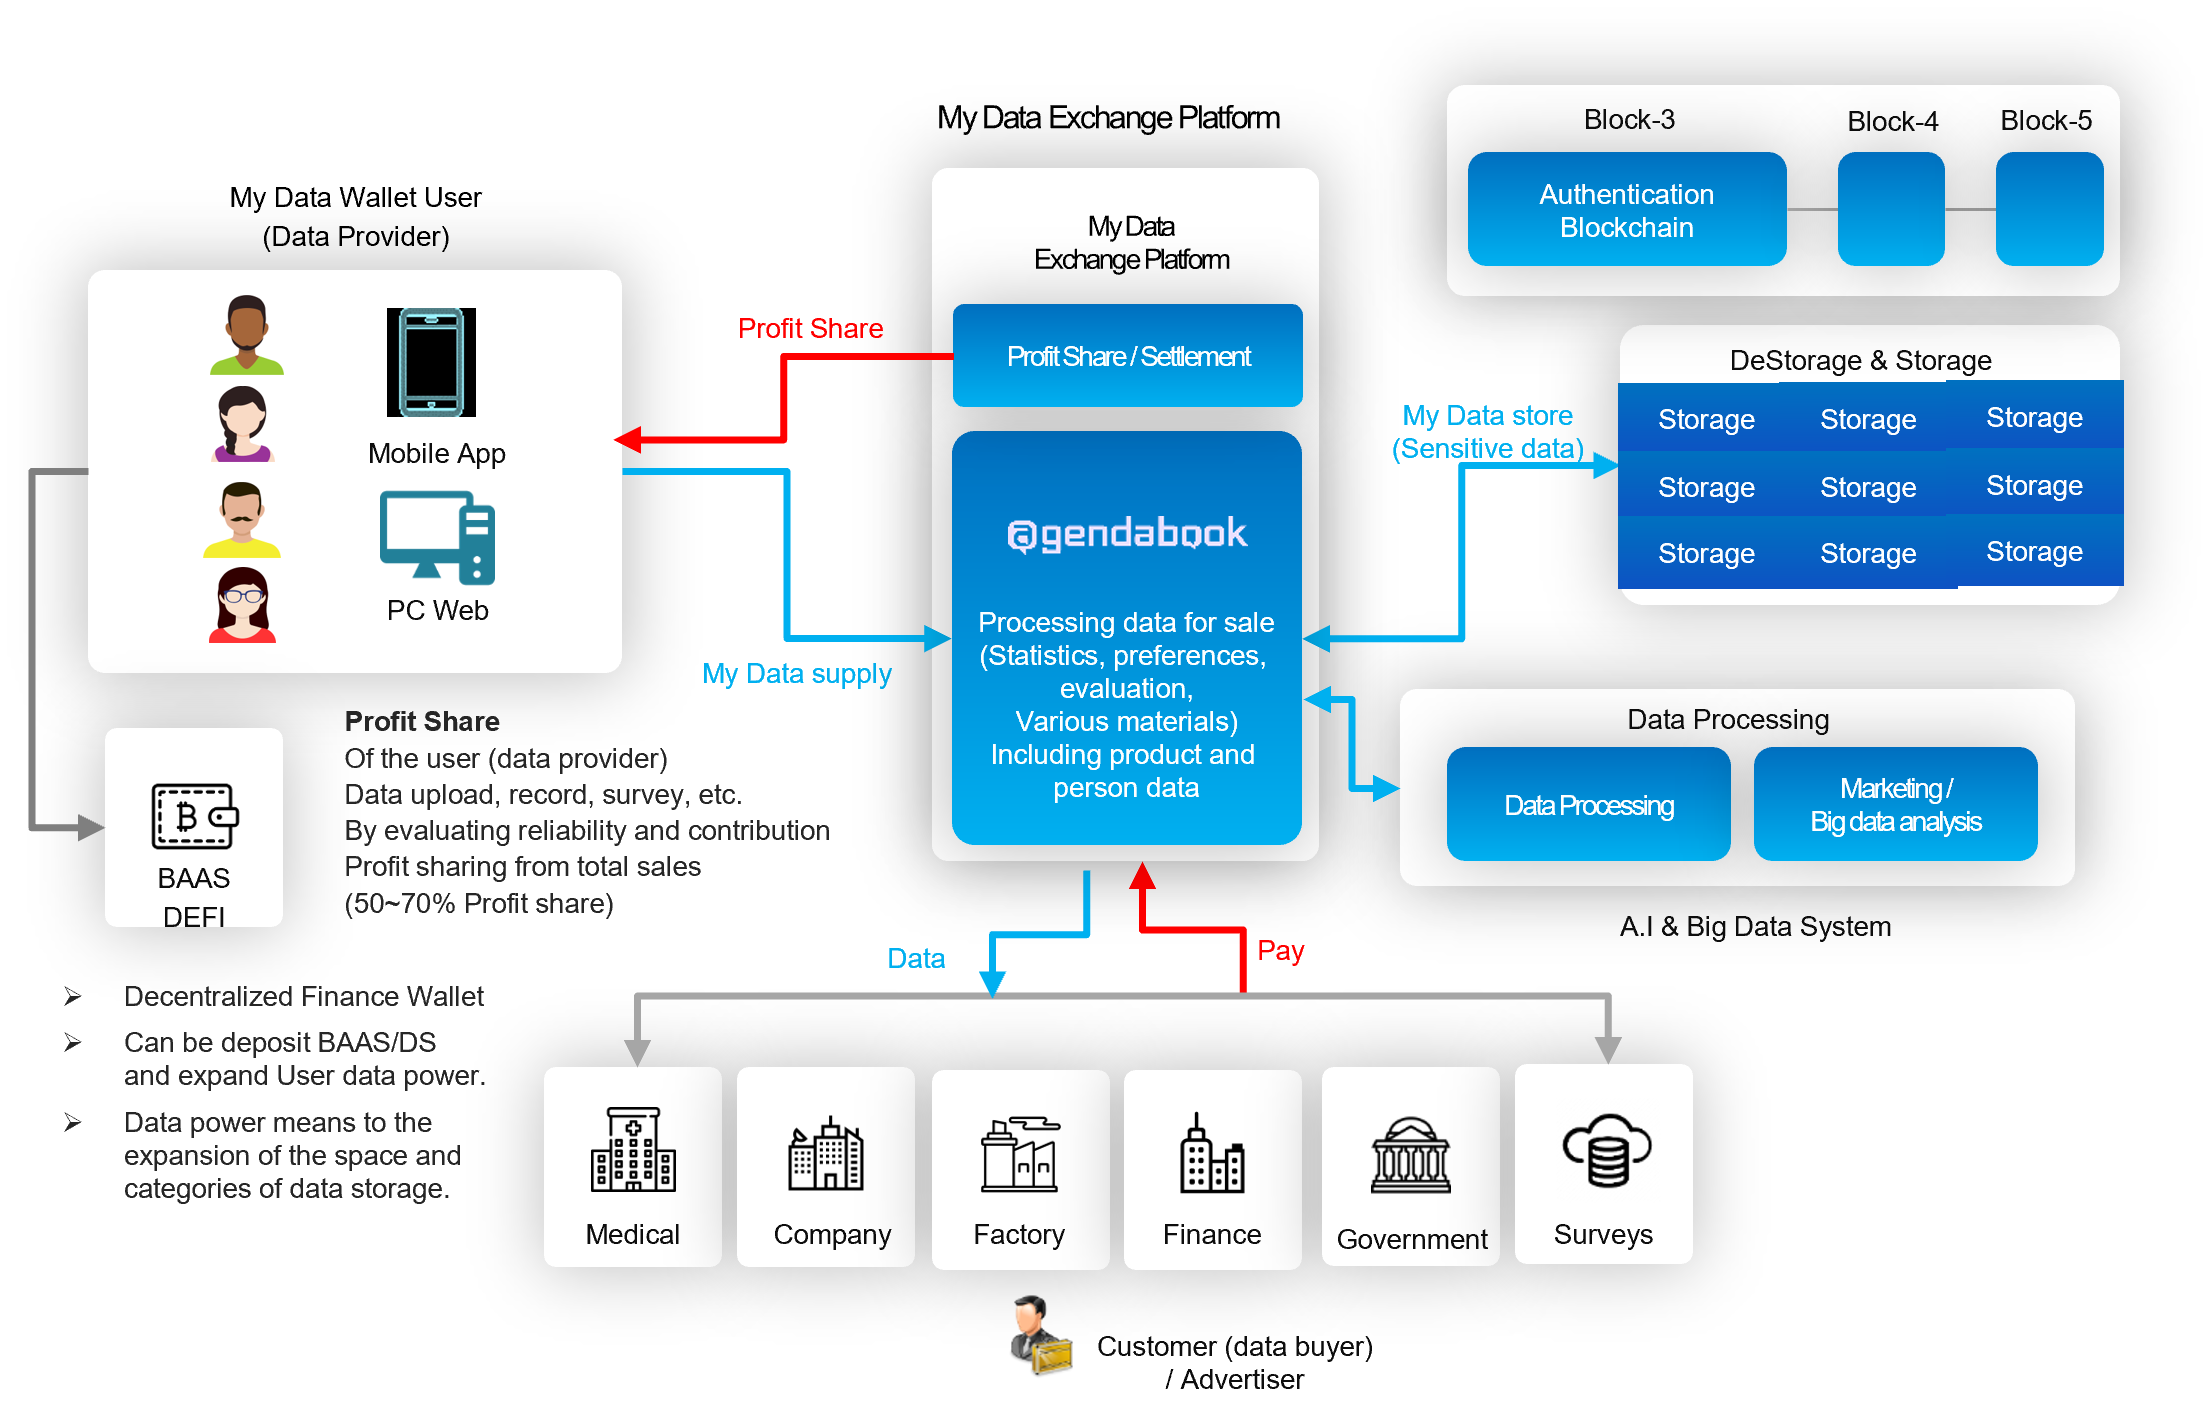 My Data Exchange Platform
Block-3
Block-4
Block-5
Authentication
Blockchain
My Data Wallet User
(Data Provider)
Mobile App
PC Web
My Data
Exchange Platform
Profit Share / Settlement
Profit Share
My Data supply
@gendabook
Processing data for sale
(Statistics, preferences,
evaluation,
Various materials)
Including product and
person data
My Data store
(Sensitive data)
DeStorage & Storage
Storage Storage Storage
Storage Storage Storage
Storage Storage Storage
Data Processing
Data Processing
Marketing /
Big data analysis
A.I & Big Data System
BAAS
DEFI
Profit Share
Of the user (data provider)
Data upload, record, survey, etc.
By evaluating reliability and contribution
Profit sharing from total sales
(50~70% Profit share)
Data
Pay
➢ Decentralized Finance Wallet
➢ Can be deposit BAAS/DS
and expand User data power.
➢ Data power means to the
expansion of the space and
categories of data storage.
Medical
Company
Factory
Finance
Government
Surveys
Customer (data buyer)
/ Advertiser